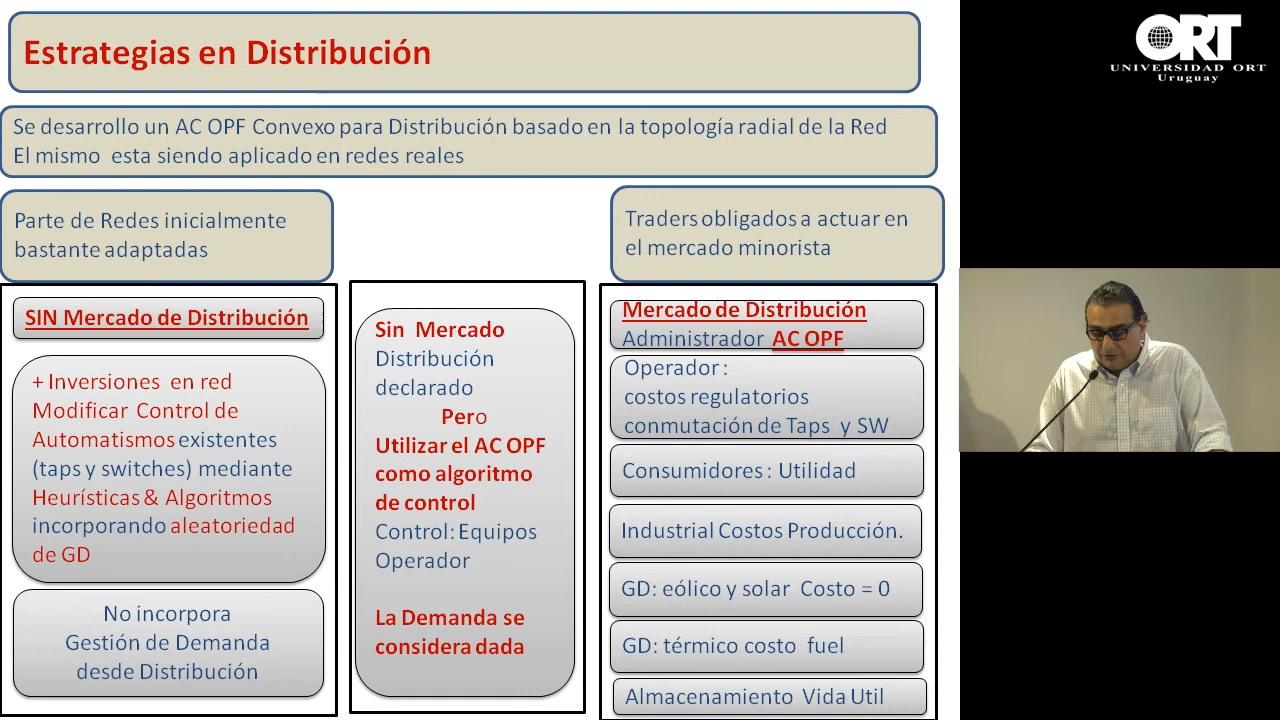 Estrategias en Distribución
Se desarrollo un AC OPF Convexo para Distribución basado en la topología radial de la Red
El mismo esta siendo aplicado en redes reales
Parte de Redes inicialmente
bastante adaptadas
Traders obligados a actuar en
el mercado minorista
SIN Mercado de Distribución
+ Inversiones en red
Modificar Control de
Automatismos existentes
(taps y switches) mediante
Heurísticas & Algoritmos
incorporando aleatoriedad
de GD
No incorpora
Gestión de Demanda
desde Distribución
Sin Mercado
Distribución
declarado
Pero
Utilizar el AC OPF
como algoritmo
de control
Control: Equipos
Operador
La Demanda se
considera dada
Mercado de Distribución
Administrador AC OPF
Operador :
costos regulatorios
conmutación de Taps y SW
Consumidores : Utilidad
Industrial Costos Producción.
GD: eólico y solar Costo = 0
GD: térmico costo fuel
Almacenamiento Vida Util
ORT
UNIVERSIDAD ORT
Uruguay